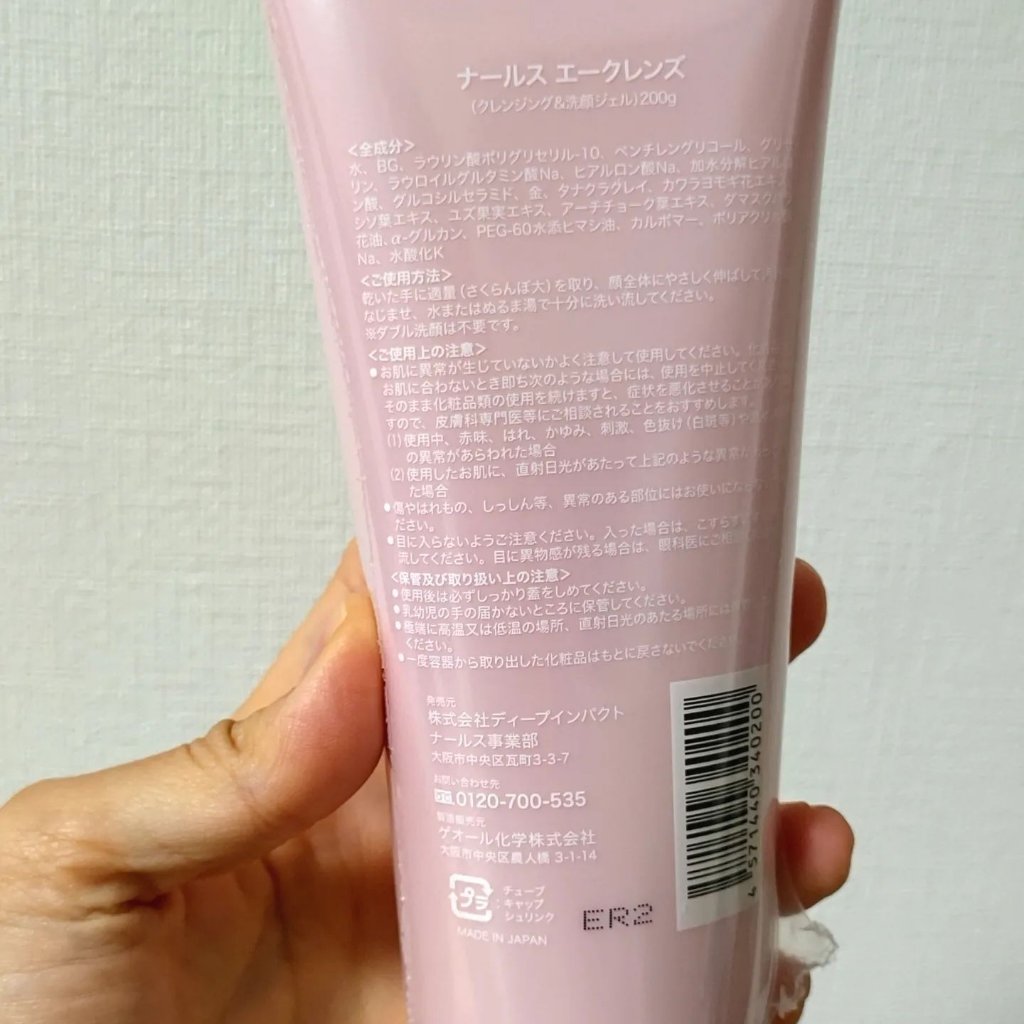 ナールス エークレンズ
(クレンジング&洗顔ジェル)200g
<全成分>
水、BG、ラウリン酸ポリグリセリル-10、ペンチレングリコール、グリセ
リン、ラウロイルグルタミン酸Na、ヒアルロン酸Na、加水分解ヒアルロ
ン酸、グルコシルセラミド、金、タナクラクレイ、カワラヨモギ花エキス、
シソ葉エキス、ユズ果実エキス、アーチチョーク葉エキス、ダマスクバラ
花油、α-グルカン、PEG-60水添ヒマシ油、カルボマー、ポリアクリル酸
Na、水酸化K
<ご使用方法>
乾いた手に適量(さくらんぼ大)を取り、顔全体にやさしく伸ばして
なじませ、水またはぬるま湯で十分に洗い流してください。
※ダブル洗顔は不要です。
<ご使用上の注意>
●お肌に異常が生じていないかよく注意して使用してください。化粧
お肌に合わないとき即ち次のような場合には、使用を中止してく
そのまま化粧品類の使用を続けますと、症状を悪化させることが
すので、皮膚科専門医等にご相談されることをおすすめします。
(1)使用中、赤味、はれ、かゆみ、刺激、色抜け(白斑等)や
の異常があらわれた場合
(2)使用したお肌に、直射日光があたって上記のような異常が
た場合
●傷やはれもの、しっしん等、異常のある部位にはお使いにな
ださい。
●目に入らないようご注意ください。入った場合は、こすらず
流してください。目に異物感が残る場合は、眼科医にご相談
<保管及び取り扱い上の注意>
●使用後は必ずしっかり蓋をしめてください。
●乳幼児の手の届かないところに保管してください。
●極端に高温又は低温の場所、直射日光のあたる場所には
ください。
●一度容器から取り出した化粧品はもとに戻さないでくだ
発売元
株式会社ディープインパクト
ナールス事業部
大阪市中央区瓦町3-3-7
お問い合わせ先
0120-700-535
製造販売元
ゲオール化学株式会社
大阪市中央区農人橋 3-1-14
プラ
:チューブ
キャップ
シュリンク
MADE IN JAPAN
ER2
4571440340200